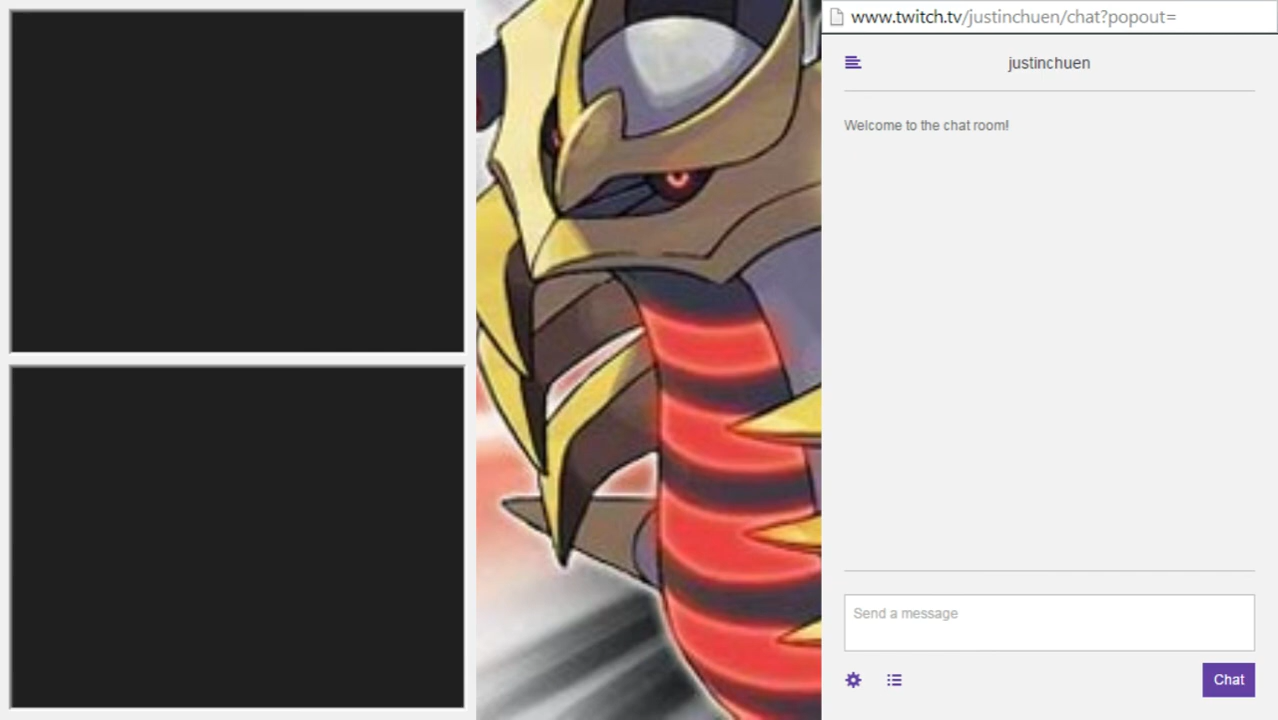 www.twitch.tv/justinchuen/chat?popout=
justinchuen
Welcome to the chat room!
Send a message
Chat